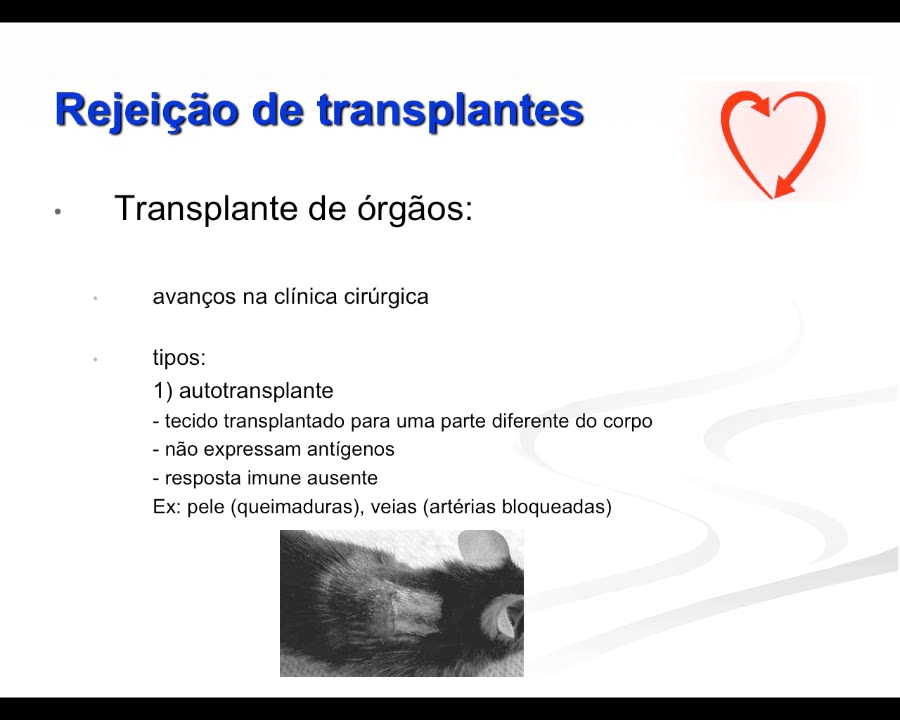 Rejeição de transplantes
• Transplante de órgãos:
• avanços na clínica cirúrgica
• tipos:
1) autotransplante
- tecido transplantado para uma parte diferente do corpo
- não expressam antígenos
- resposta imune ausente
Ex: pele (queimaduras), veias (artérias bloqueadas)